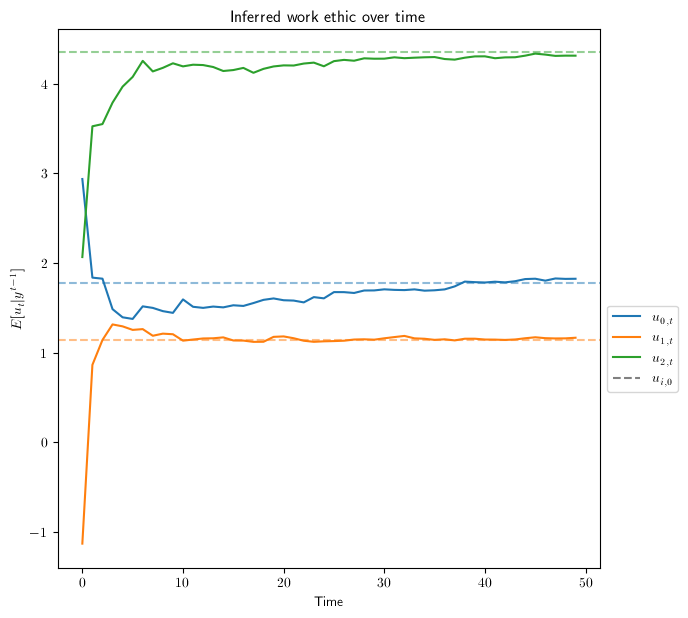 Inferred work ethic over time
E[u_t|y^{t−1}]
4
3
2
1
0
−1
0 10 20 30 40 50
Time
u_{0,t}
u_{1,t}
u_{2,t}
u_{i,0}